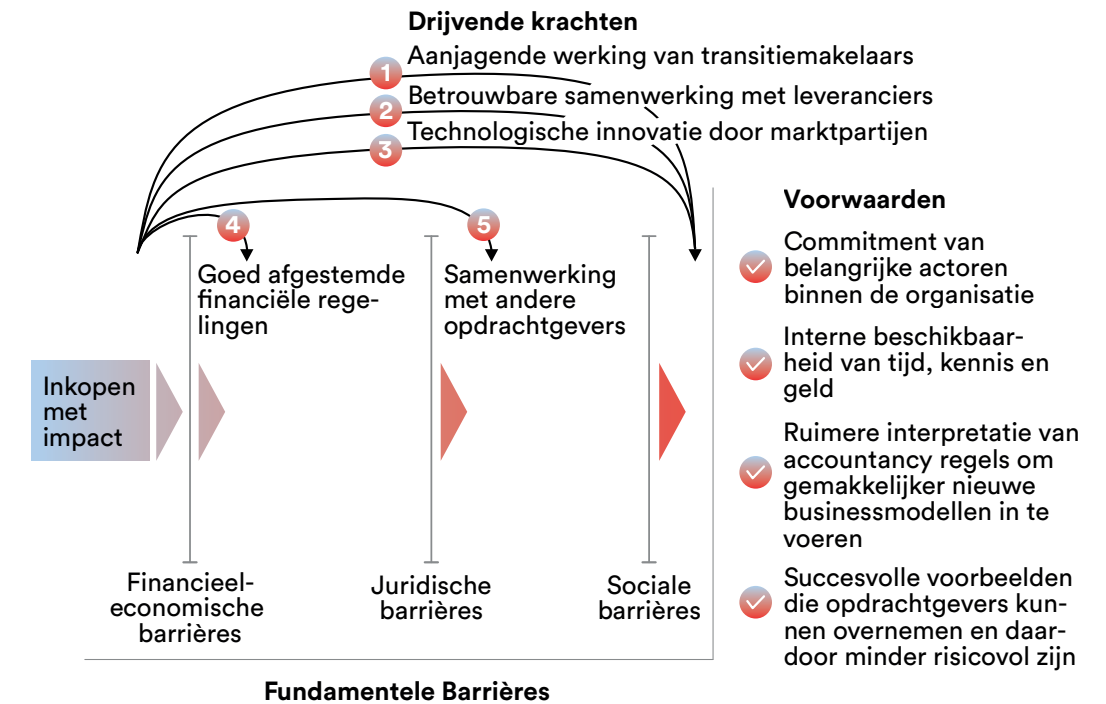 Drijvende krachten
1 Aanjagende werking van transitiemakelaars
2 Betrouwbare samenwerking met leveranciers
3 Technologische innovatie door marktpartijen
4
Goed afgestemde
financiële rege-
lingen
5
Samenwerking
met andere
opdrachtgevers
Inkopen
met
impact
Financieel-
economische
barrières
Juridische
barrières
Sociale
barrières
Fundamentele Barrières
Voorwaarden
Commitment van
belangrijke actoren
binnen de organisatie
Interne beschikbaar-
heid van tijd, kennis en
geld
Ruimere interpretatie van
accountancy regels om
gemakkelijker nieuwe
businessmodellen in te
voeren
Succesvolle voorbeelden
die opdrachtgevers kun-
nen overnemen en daar-
door minder risicovol zijn